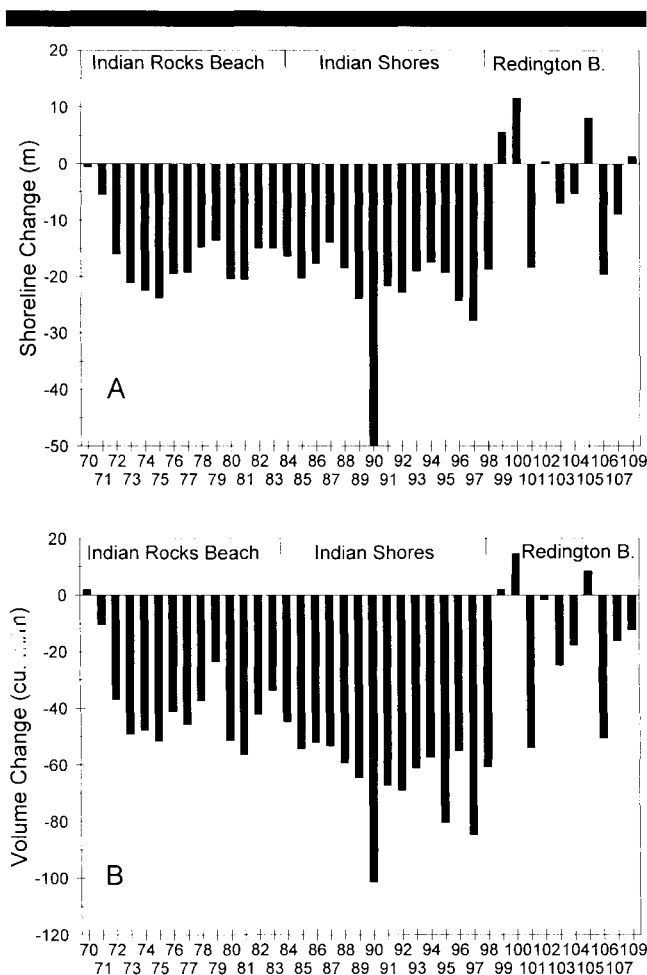 20
Indian Rocks Beach Indian Shores Redington B.
10
0
-10
-20
-30
-40
-50
Shoreline Change (m)
A
70 72 74 76 78 80 82 84 86 88 90 92 94 96 98 100 102 104 106 109
71 73 75 77 79 81 83 85 87 89 91 93 95 97 99 101 103 105 107
20
Indian Rocks Beach Indian Shores Redington B.
0
-20
-40
-60
-80
-100
-120
Volume Change (cu.
B
70 72 74 76 78 80 82 84 86 88 90 92 94 96 98 100 102 104 106 109
71 73 75 77 79 81 83 85 87 89 91 93 95 97 99 101 103 105 107